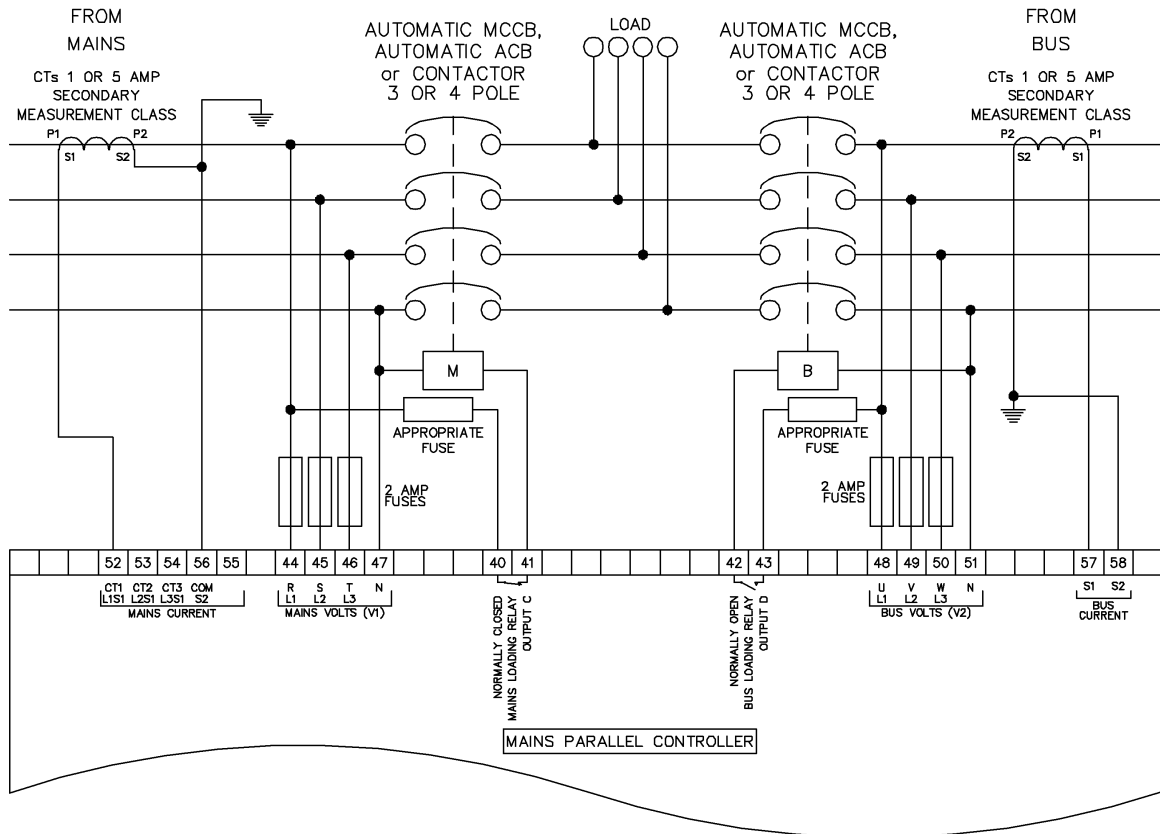 FROM
MAINS
CTs 1 OR 5 AMP
SECONDARY
MEASUREMENT CLASS
P1
P2
S1
S2
AUTOMATIC MCCB,
AUTOMATIC ACB
or CONTACTOR
3 OR 4 POLE
LOAD
AUTOMATIC MCCB,
AUTOMATIC ACB
or CONTACTOR
3 OR 4 POLE
FROM
BUS
CTs 1 OR 5 AMP
SECONDARY
MEASUREMENT CLASS
P2
P1
S2
S1
M
B
APPROPRIATE
FUSE
APPROPRIATE
FUSE
2 AMP
FUSES
2 AMP
FUSES
52 53 54 56 55 44 45 46 47 40 41 42 43 48 49 50 51 57 58
CT1 CT2 CT3 COM
L1S1 L2S1 L3S1 S2
MAINS CURRENT
R S T N
L1 L2 L3
MAINS VOLTS (V1)
NORMALLY CLOSED
MAINS LOADING RELAY
OUTPUT C
NORMALLY OPEN
BUS LOADING RELAY
OUTPUT D
U V W N
L1 L2 L3
BUS VOLTS (V2)
S1 S2
BUS
CURRENT
MAINS PARALLEL CONTROLLER